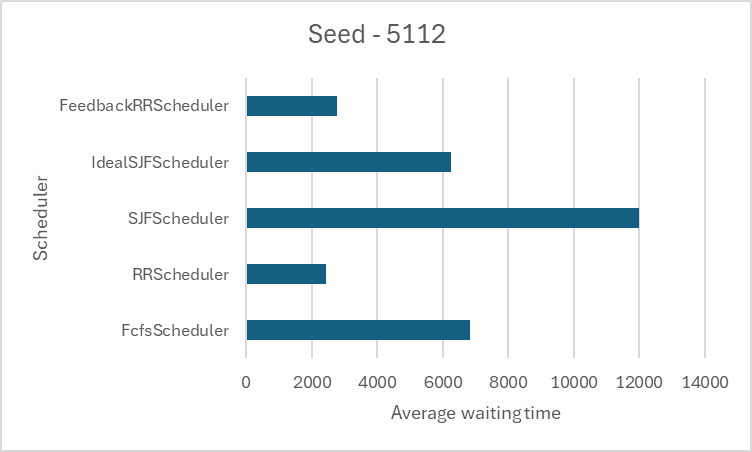 Seed - 5112
Scheduler
FeedbackRRScheduler
IdealSJFScheduler
SJFScheduler
RRScheduler
FcfsScheduler
0 2000 4000 6000 8000 10000 12000 14000
Average waiting time